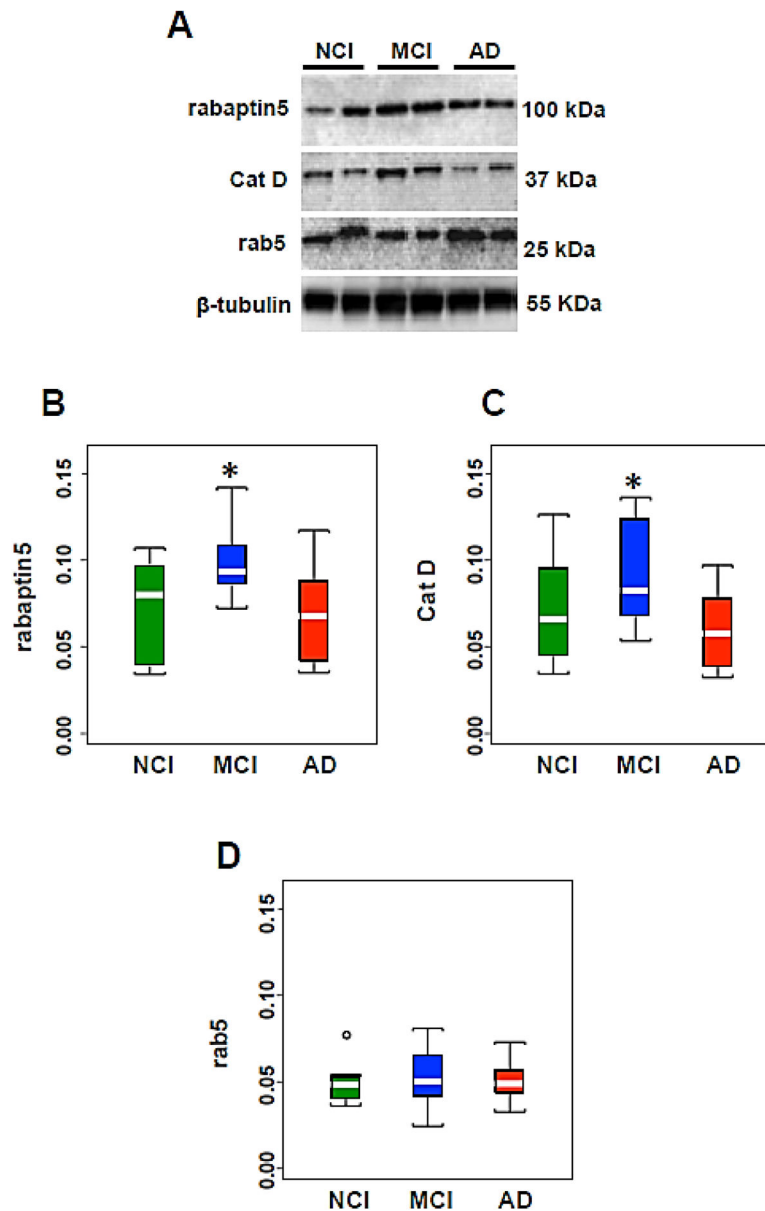 A
NCI MCI AD
rabaptin5 100 kDa
Cat D 37 kDa
rab5 25 kDa
β-tubulin 55 KDa
B
rabaptin5
0.15
0.10
0.05
0.00
*
NCI MCI AD
C
Cat D
0.15
0.10
0.05
0.00
*
NCI MCI AD
D
rab5
0.15
0.10
0.05
0.00
NCI MCI AD